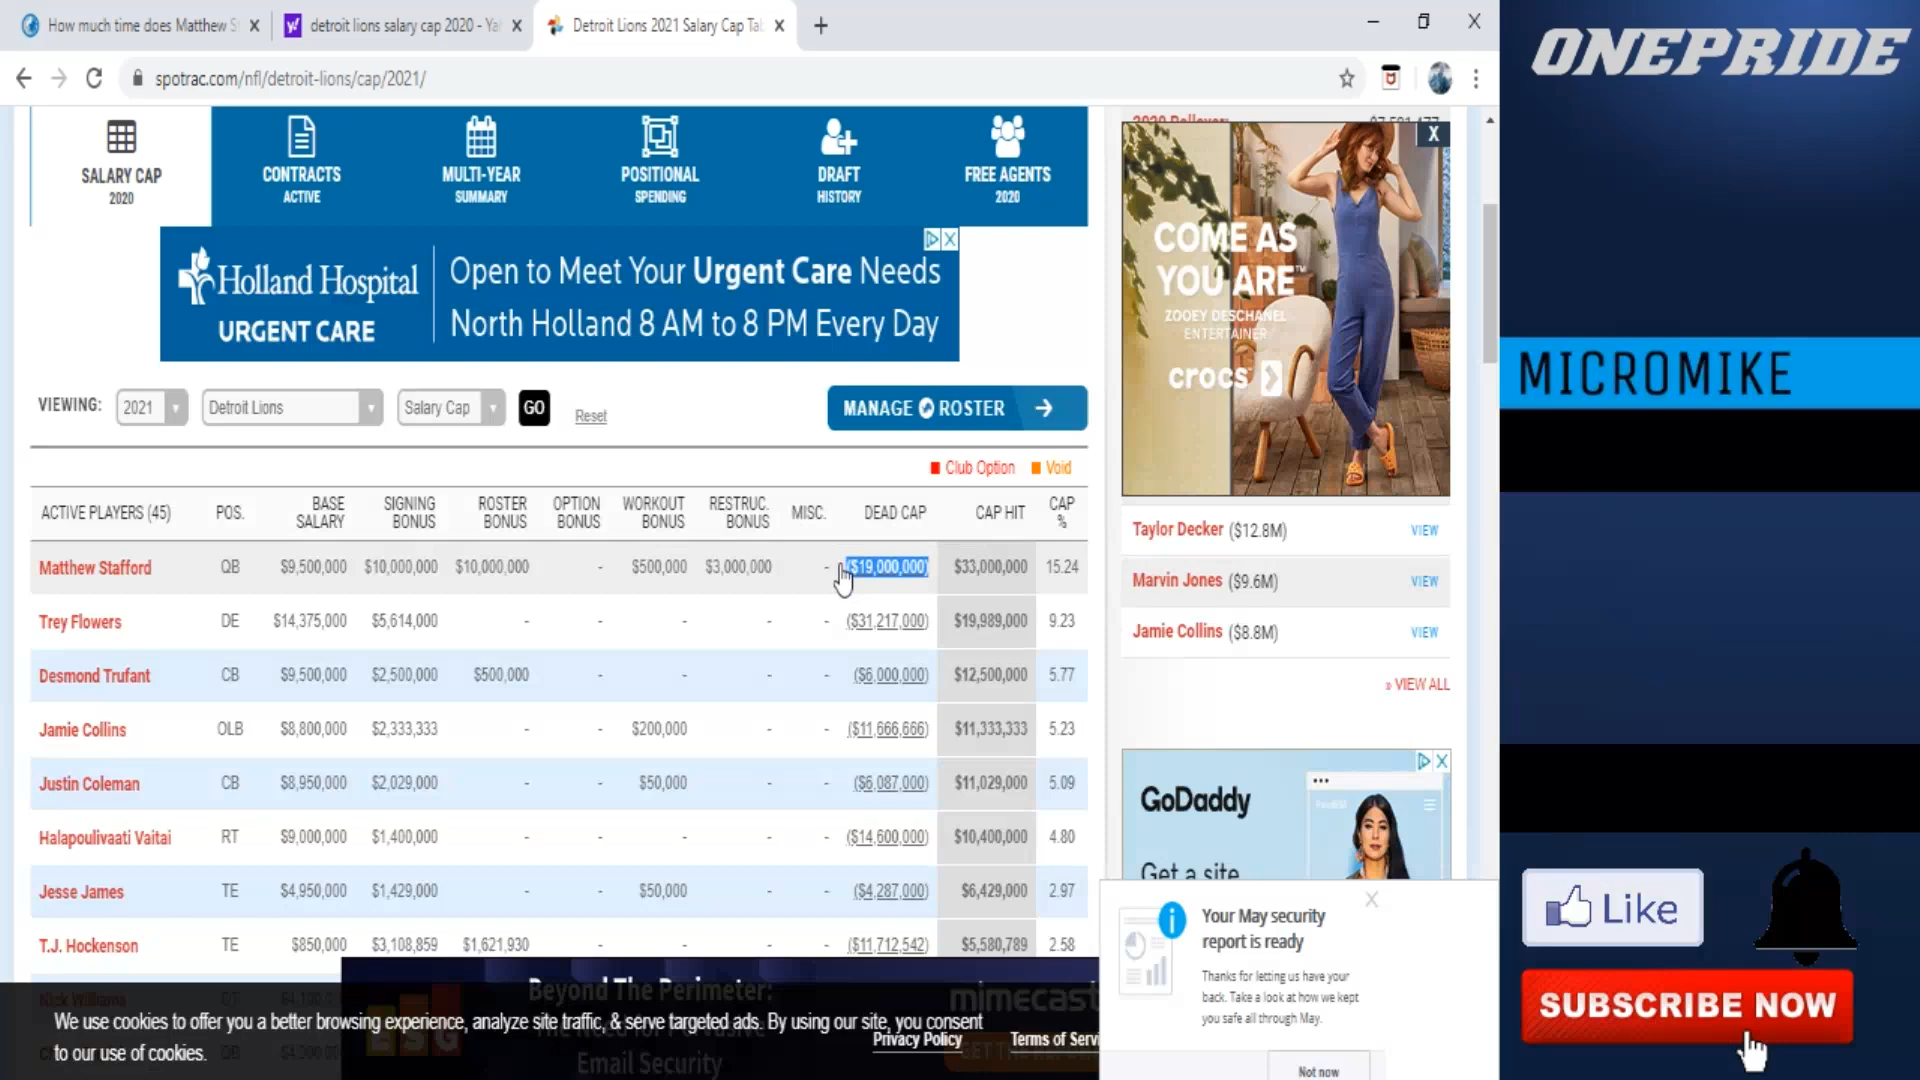 How much time does Matthew S
detroit lions salary cap 2020 - Ya
Detroit Lions 2021 Salary Cap Ta
spotrac.com/nfl/detroit-lions/cap/2021/
SALARY CAP
2020
CONTRACTS
ACTIVE
MULTI-YEAR
SUMMARY
POSITIONAL
SPENDING
DRAFT
HISTORY
FREE AGENTS
2020
Holland Hospital
URGENT CARE
Open to Meet Your Urgent Care Needs
North Holland 8 AM to 8 PM Every Day
VIEWING: 2021 Detroit Lions Salary Cap GO Reset
MANAGE ROSTER
Club Option Void
ACTIVE PLAYERS (45) POS. BASE SALARY SIGNING BONUS ROSTER BONUS OPTION BONUS WORKOUT BONUS RESTRUC. BONUS MISC. DEAD CAP CAP HIT CAP %
Matthew Stafford QB $9,500,000 $10,000,000 $10,000,000 - $500,000 $3,000,000 - ($19,000,000) $33,000,000 15.24
Trey Flowers DE $14,375,000 $5,614,000 - - - - - ($31,217,000) $19,989,000 9.23
Desmond Trufant CB $9,500,000 $2,500,000 $500,000 - - - - ($6,000,000) $12,500,000 5.77
Jamie Collins OLB $8,800,000 $2,333,333 - - $200,000 - - ($11,666,666) $11,333,333 5.23
Justin Coleman CB $8,950,000 $2,029,000 - - $50,000 - - ($6,087,000) $11,029,000 5.09
Halapoulivaati Vaitai RT $9,000,000 $1,400,000 - - - - - ($14,600,000) $10,400,000 4.80
Jesse James TE $4,950,000 $1,429,000 - - $50,000 - - ($4,287,000) $6,429,000 2.97
T.J. Hockenson TE $850,000 $3,108,859 $1,621,930 - - - - ($11,712,542) $5,580,789 2.58
Nick Williams
Beyond The Perimeter:
mimecast
Email Security
We use cookies to offer you a better browsing experience, analyze site traffic, & serve targeted ads. By using our site, you consent
to our use of cookies.
Privacy Policy
Terms of Servi
COME AS
YOU ARE™
ZOOEY DESCHANEL
ENTERTAINER
crocs
Taylor Decker ($12.8M) VIEW
Marvin Jones ($9.6M) VIEW
Jamie Collins ($8.8M) VIEW
» VIEW ALL
GoDaddy
Get a site
Your May security
report is ready
Thanks for letting us have your
back. Take a look at how we kept
you safe all through May.
Not now
ONEPRIDE
MICROMIKE
Like
SUBSCRIBE NOW